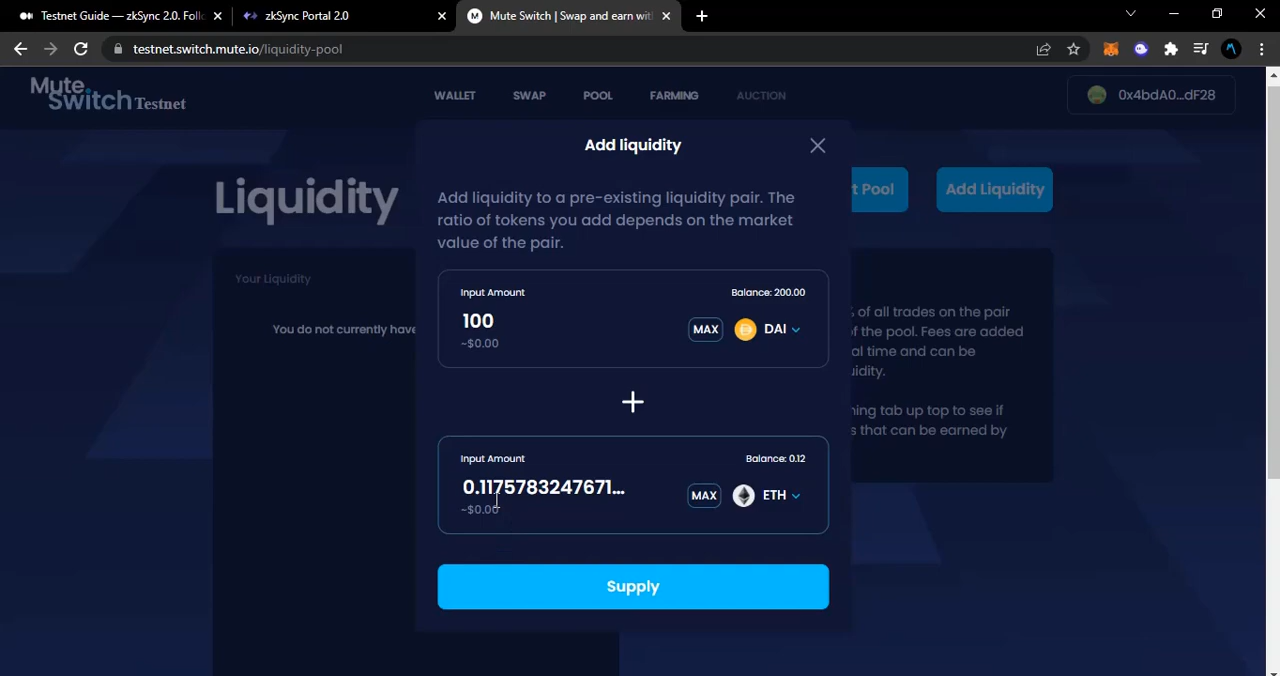 Testnet Guide — zkSync 2.0. Foll
zkSync Portal 2.0
Mute Switch | Swap and earn wit
testnet.switch.mute.io/liquidity-pool
Mute.
Switch Testnet
WALLET
SWAP
POOL
FARMING
AUCTION
0x4bdA0...dF28
Add liquidity
Liquidity
t Pool
Add Liquidity
Add liquidity to a pre-existing liquidity pair. The
ratio of tokens you add depends on the market
value of the pair.
Your Liquidity
You do not currently have
Input Amount
Balance: 200.00
100
~$0.00
MAX
DAI
% of all trades on the pair
of the pool. Fees are added
al time and can be
uidity.
ning tab up top to see if
s that can be earned by
Input Amount
Balance: 0.12
0.1175783247671...
~$0.00
MAX
ETH
Supply